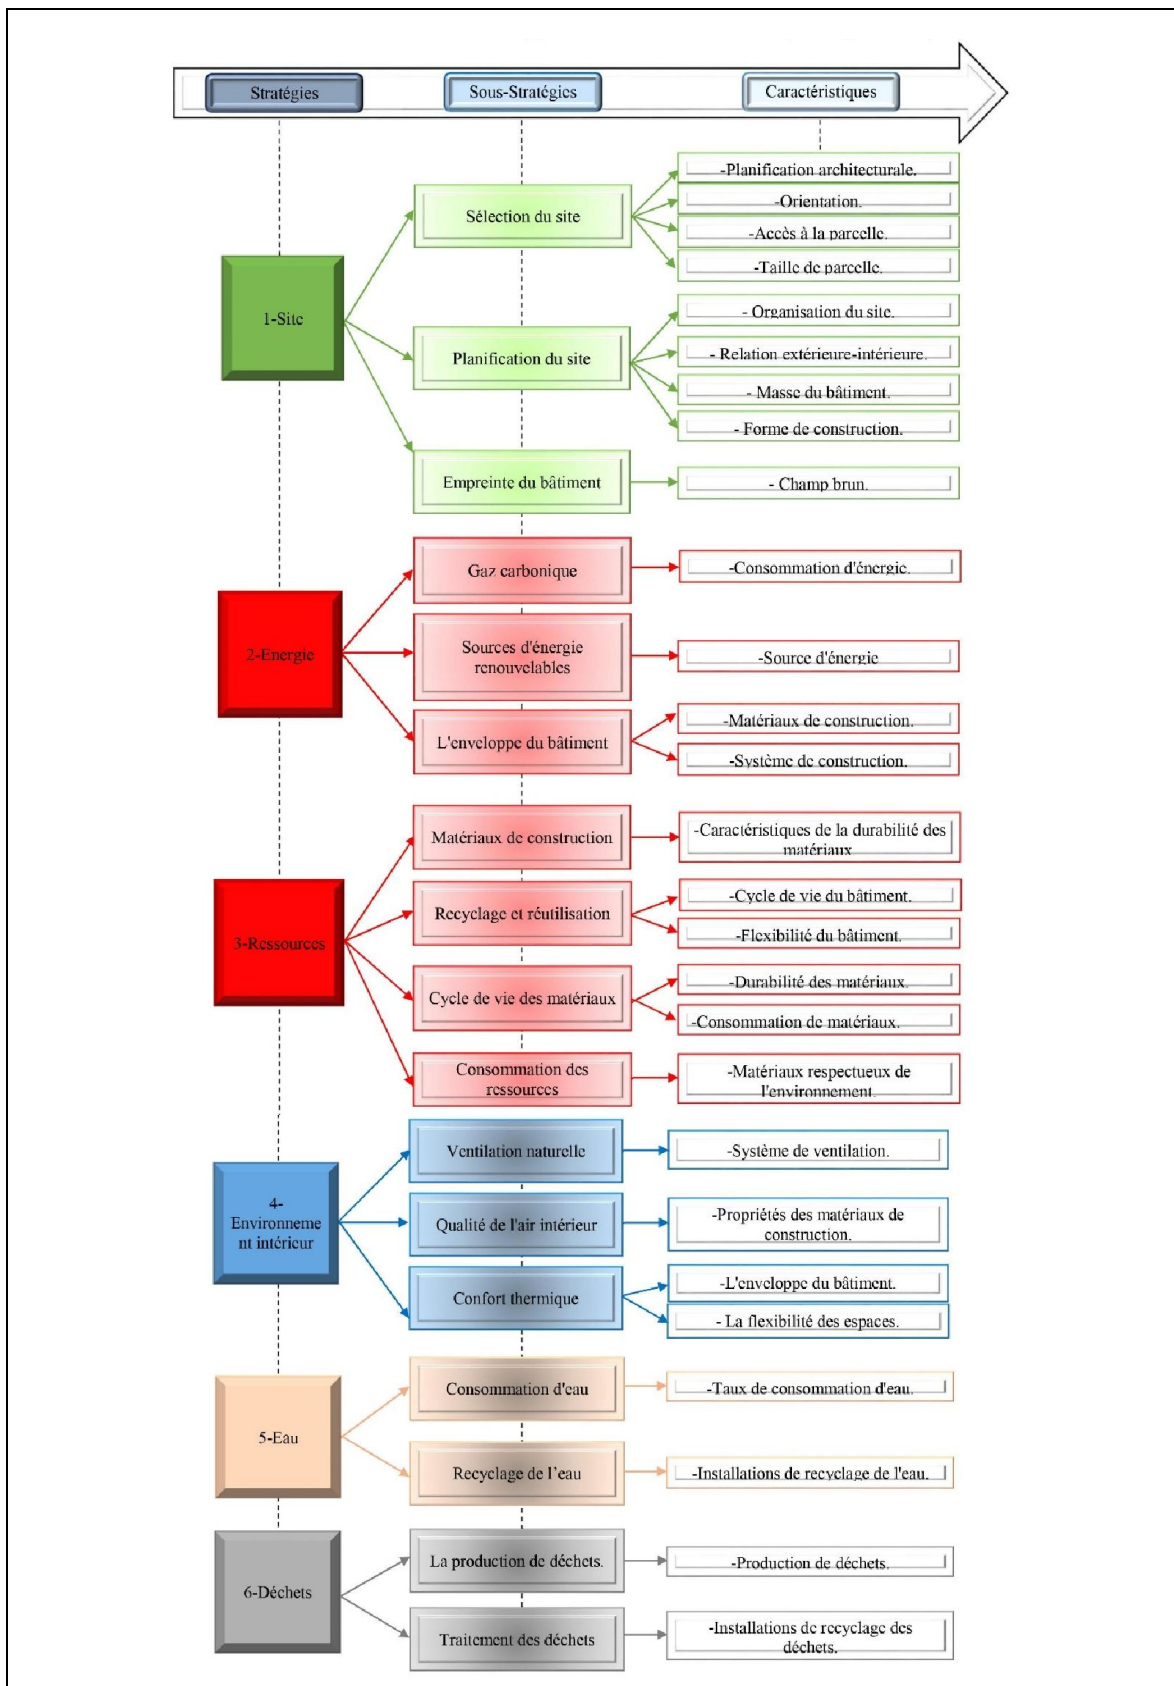 Stratégies
Sous-Stratégies
Caractéristiques
1-Site
Sélection du site
-Planification architecturale.
-Orientation.
-Accès à la parcelle.
-Taille de parcelle.
Planification du site
- Organisation du site.
- Relation extérieure-intérieure.
- Masse du bâtiment.
- Forme de construction.
Empreinte du bâtiment
- Champ brun.
2-Energie
Gaz carbonique
-Consommation d'énergie.
Sources d'énergie
renouvelables
-Source d'énergie
L'enveloppe du bâtiment
-Matériaux de construction.
-Système de construction.
3-Ressources
Matériaux de construction
-Caractéristiques de la durabilité des
matériaux
Recyclage et réutilisation
-Cycle de vie du bâtiment.
-Flexibilité du bâtiment.
Cycle de vie des matériaux
-Durabilité des matériaux.
-Consommation de matériaux.
Consommation des
ressources
-Matériaux respectueux de
l'environnement.
4-
Environneme
nt intérieur
Ventilation naturelle
-Système de ventilation.
Qualité de l'air intérieur
-Propriétés des matériaux de
construction.
Confort thermique
-L'enveloppe du bâtiment.
- La flexibilité des espaces.
5-Eau
Consommation d'eau
-Taux de consommation d'eau.
Recyclage de l’eau
-Installations de recyclage de l'eau.
6-Déchets
La production de déchets.
-Production de déchets.
Traitement des déchets
-Installations de recyclage des
déchets.